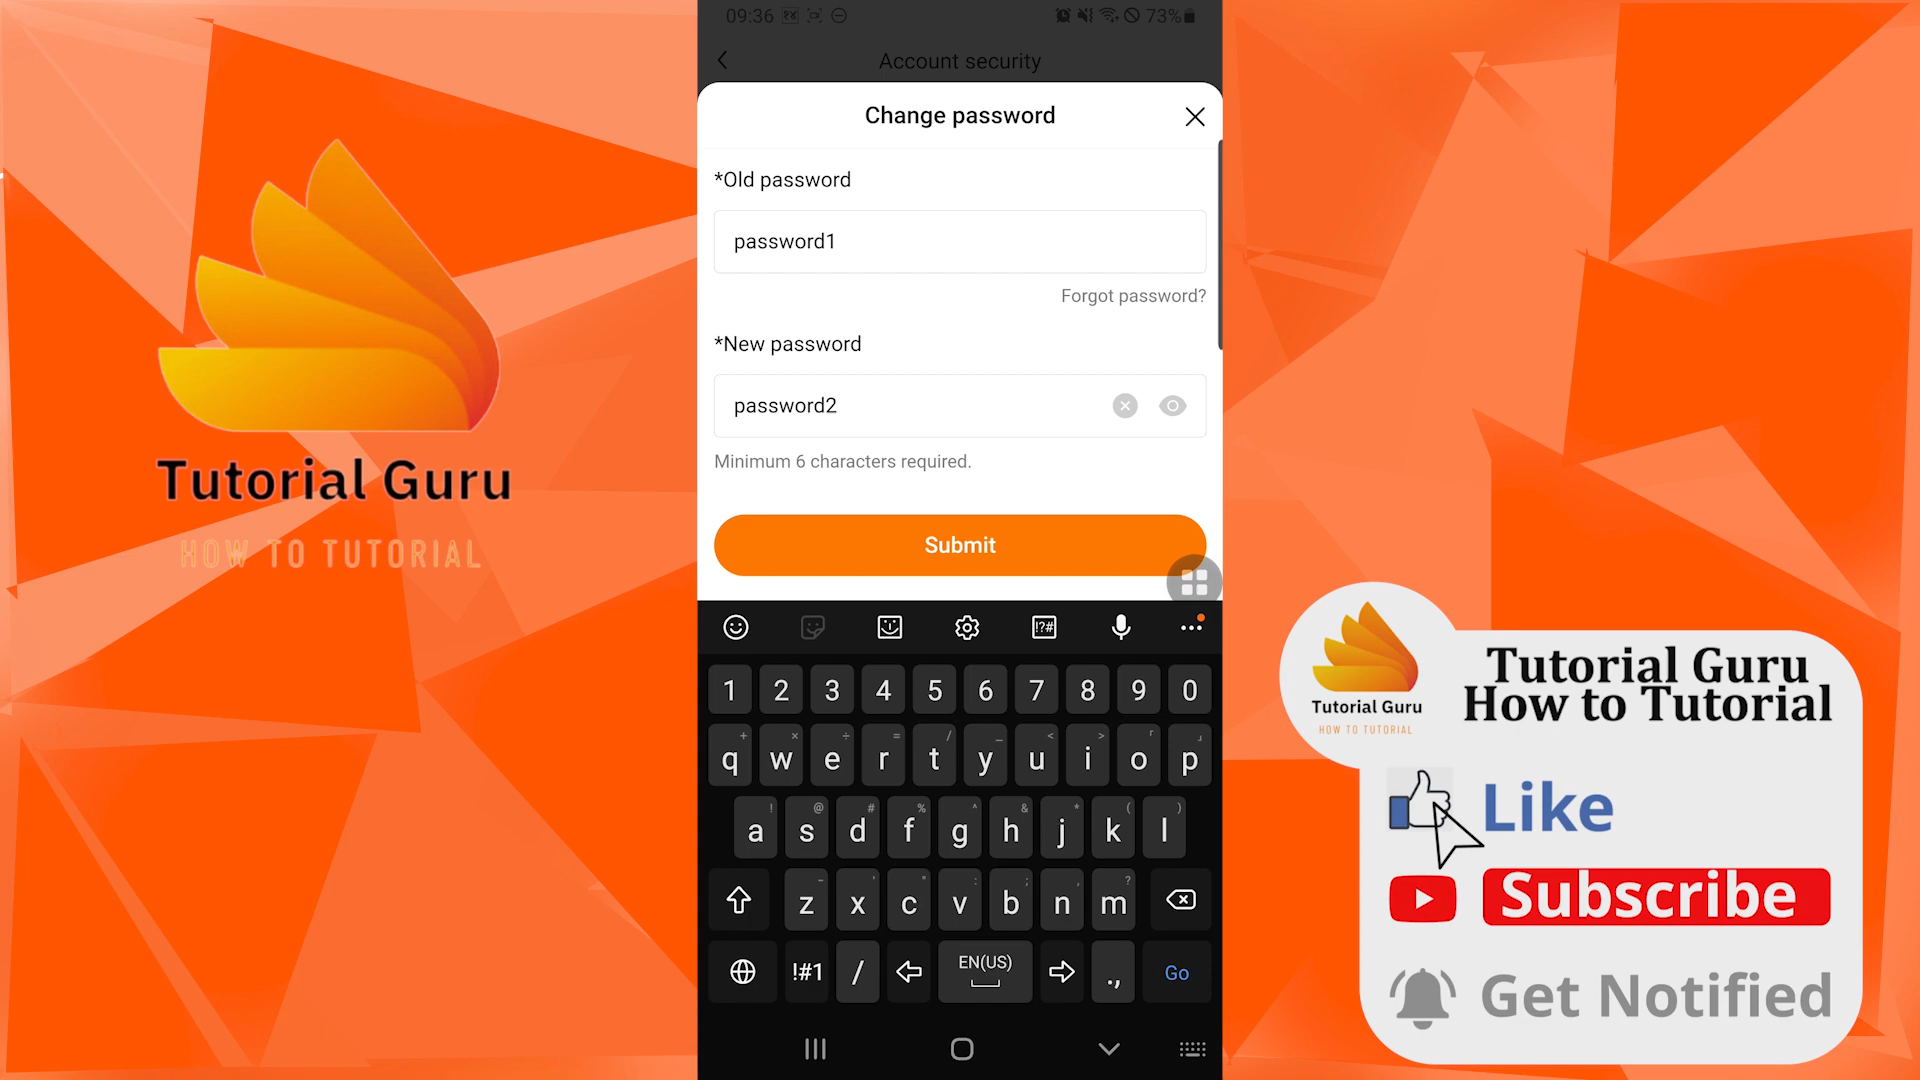 09:36
73%
Account security
Change password
*Old password
password1
Forgot password?
*New password
password2
Minimum 6 characters required.
Submit
!?#
1 2 3 4 5 6 7 8 9 0
q w e r t y u i o p
a s d f g h j k l
z x c v b n m
!#1 / EN(US) ., Go
Tutorial Guru
HOW TO TUTORIAL
Tutorial Guru
HOW TO TUTORIAL
Tutorial Guru
How to Tutorial
Like
Subscribe
Get Notified